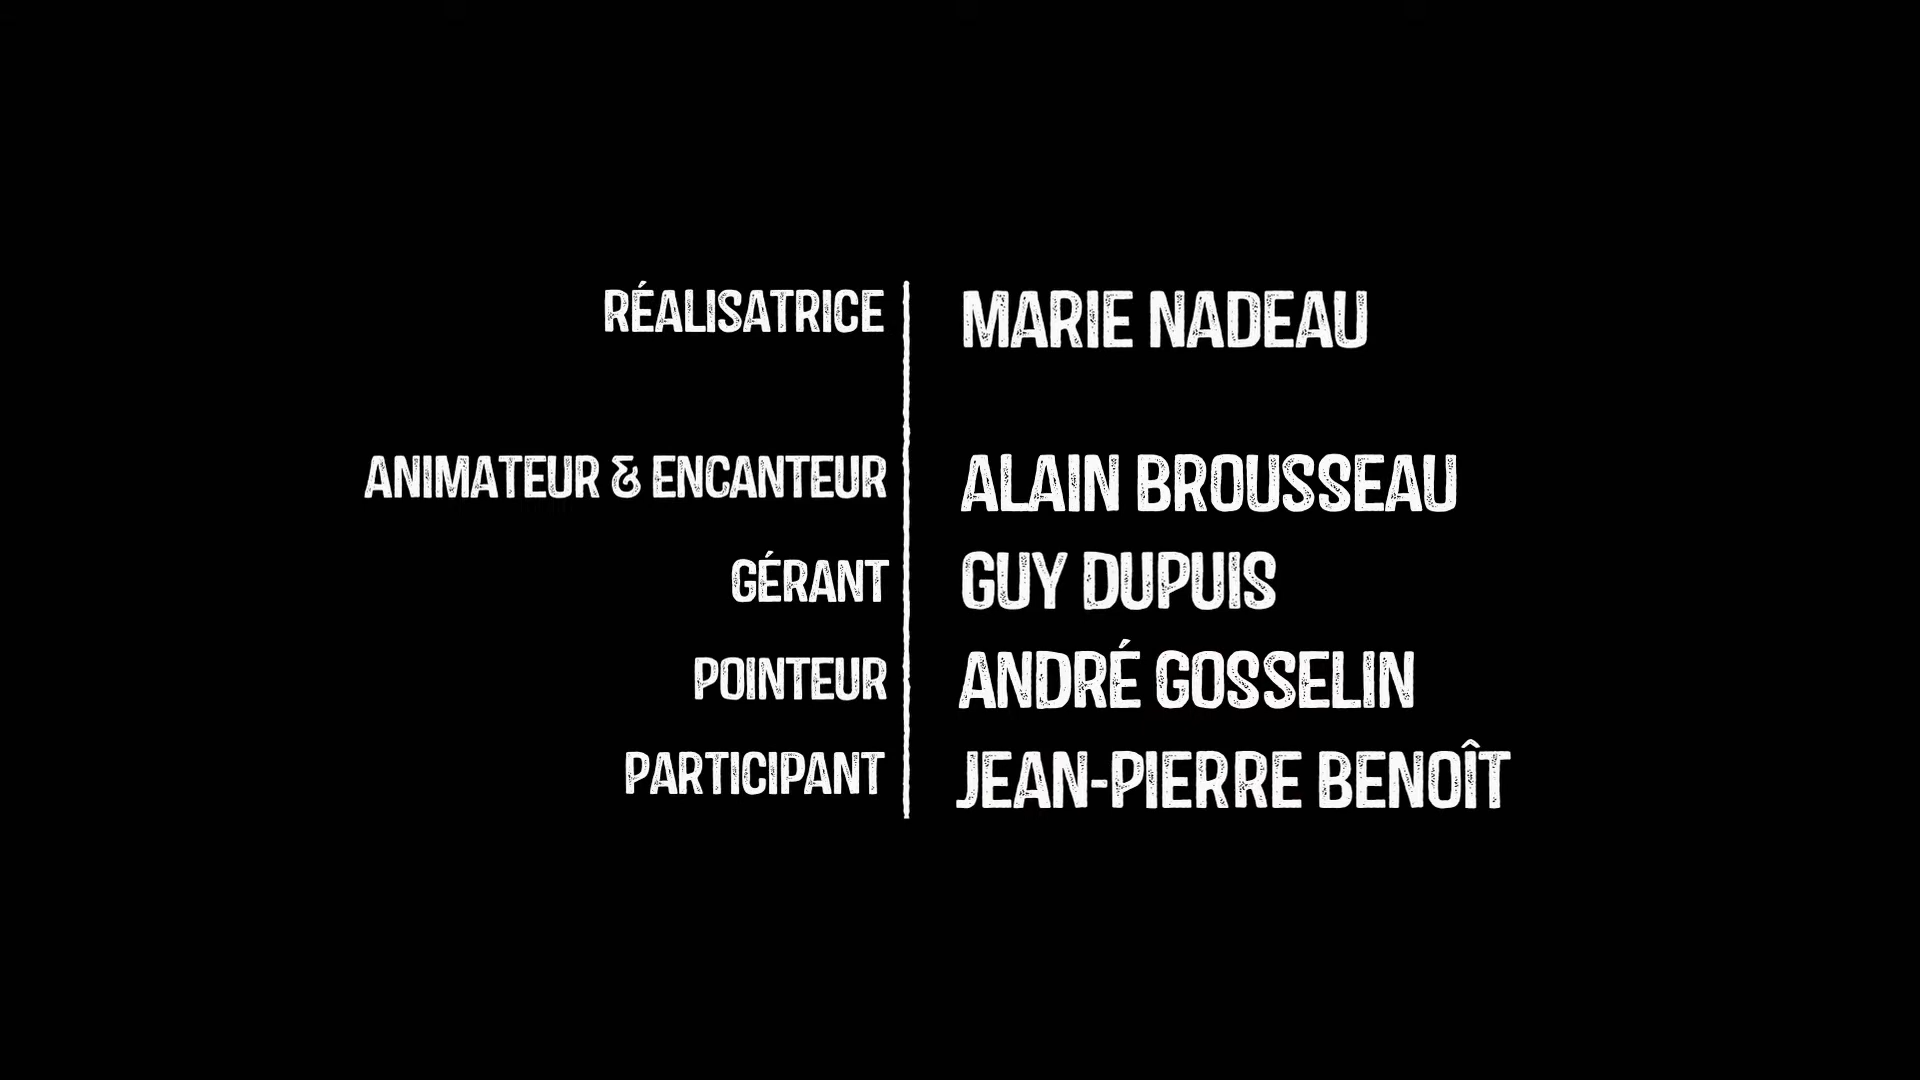 RÉALISATRICE MARIE NADEAU
ANIMATEUR & ENCANTEUR ALAIN BROUSSEAU
GÉRANT GUY DUPUIS
POINTEUR ANDRÉ GOSSELIN
PARTICIPANT JEAN-PIERRE BENOÎT